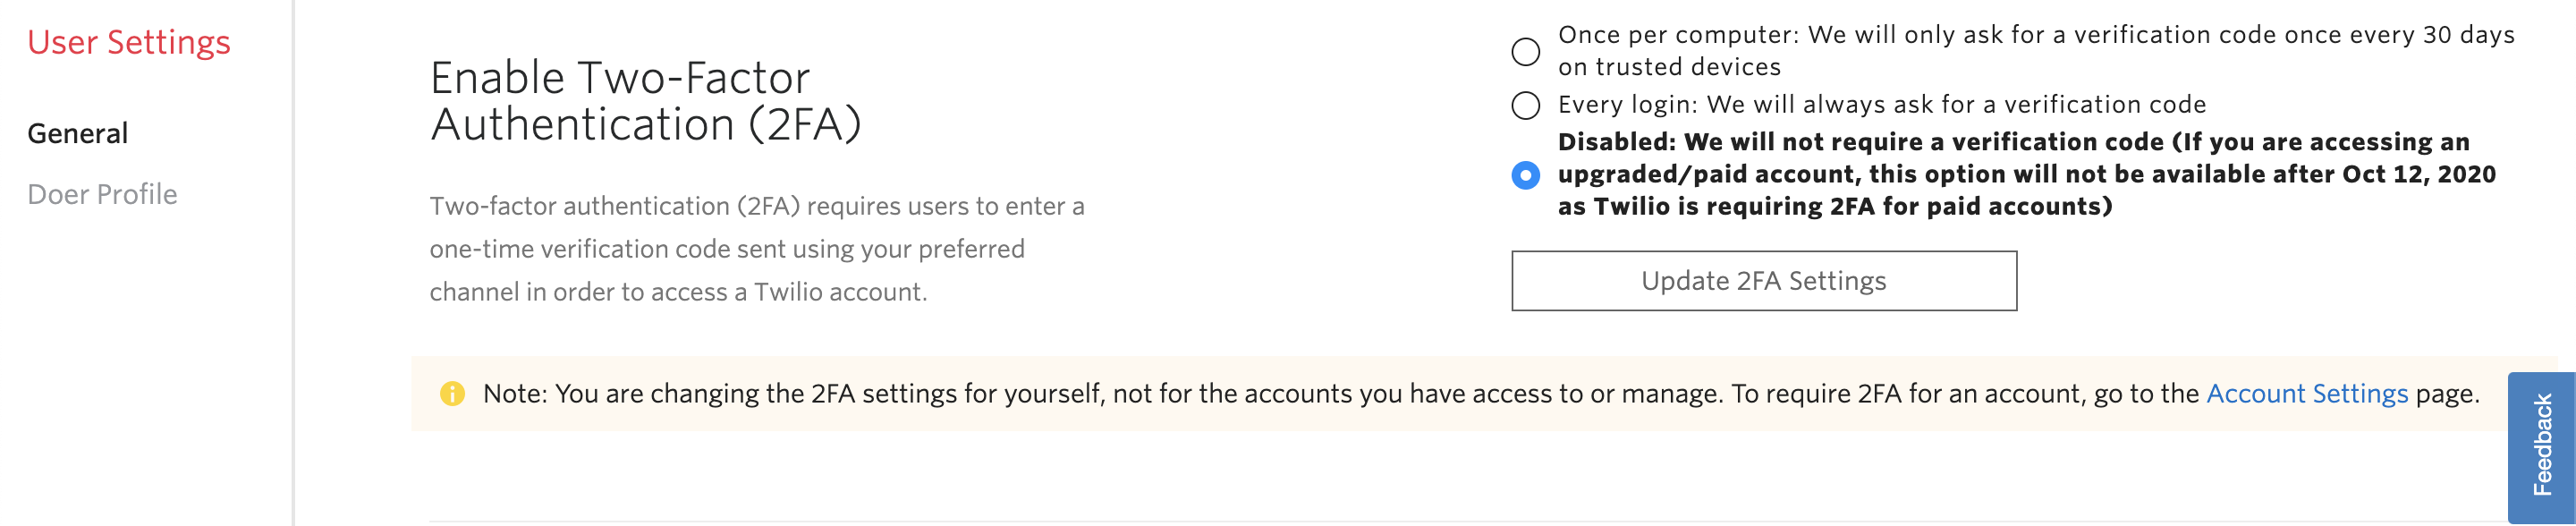 User Settings
General
Doer Profile
Enable Two-Factor
Authentication (2FA)
Two-factor authentication (2FA) requires users to enter a
one-time verification code sent using your preferred
channel in order to access a Twilio account.
Once per computer: We will only ask for a verification code once every 30 days
on trusted devices
Every login: We will always ask for a verification code
Disabled: We will not require a verification code (If you are accessing an
upgraded/paid account, this option will not be available after Oct 12, 2020
as Twilio is requiring 2FA for paid accounts)
Update 2FA Settings
Note: You are changing the 2FA settings for yourself, not for the accounts you have access to or manage. To require 2FA for an account, go to the Account Settings page.
Feedback